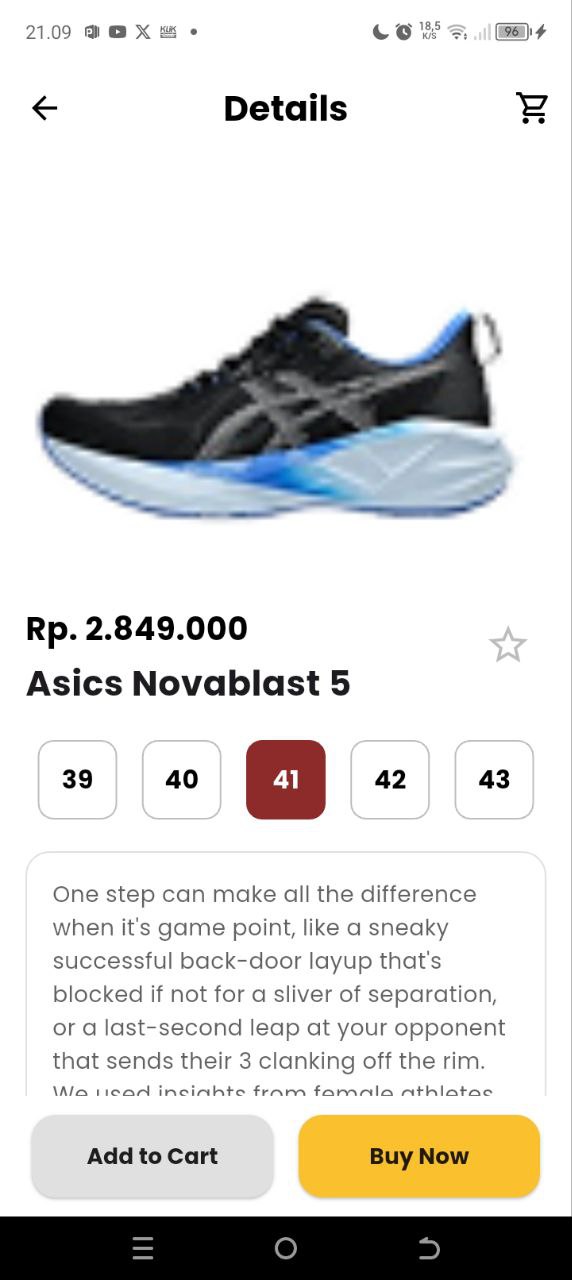 21.09
KLIK
18,5
K/S
96
Details
Rp. 2.849.000
Asics Novablast 5
39 40 41 42 43
One step can make all the difference
when it's game point, like a sneaky
successful back-door layup that's
blocked if not for a sliver of separation,
or a last-second leap at your opponent
that sends their 3 clanking off the rim.
We used insights from female athletes
Add to Cart
Buy Now